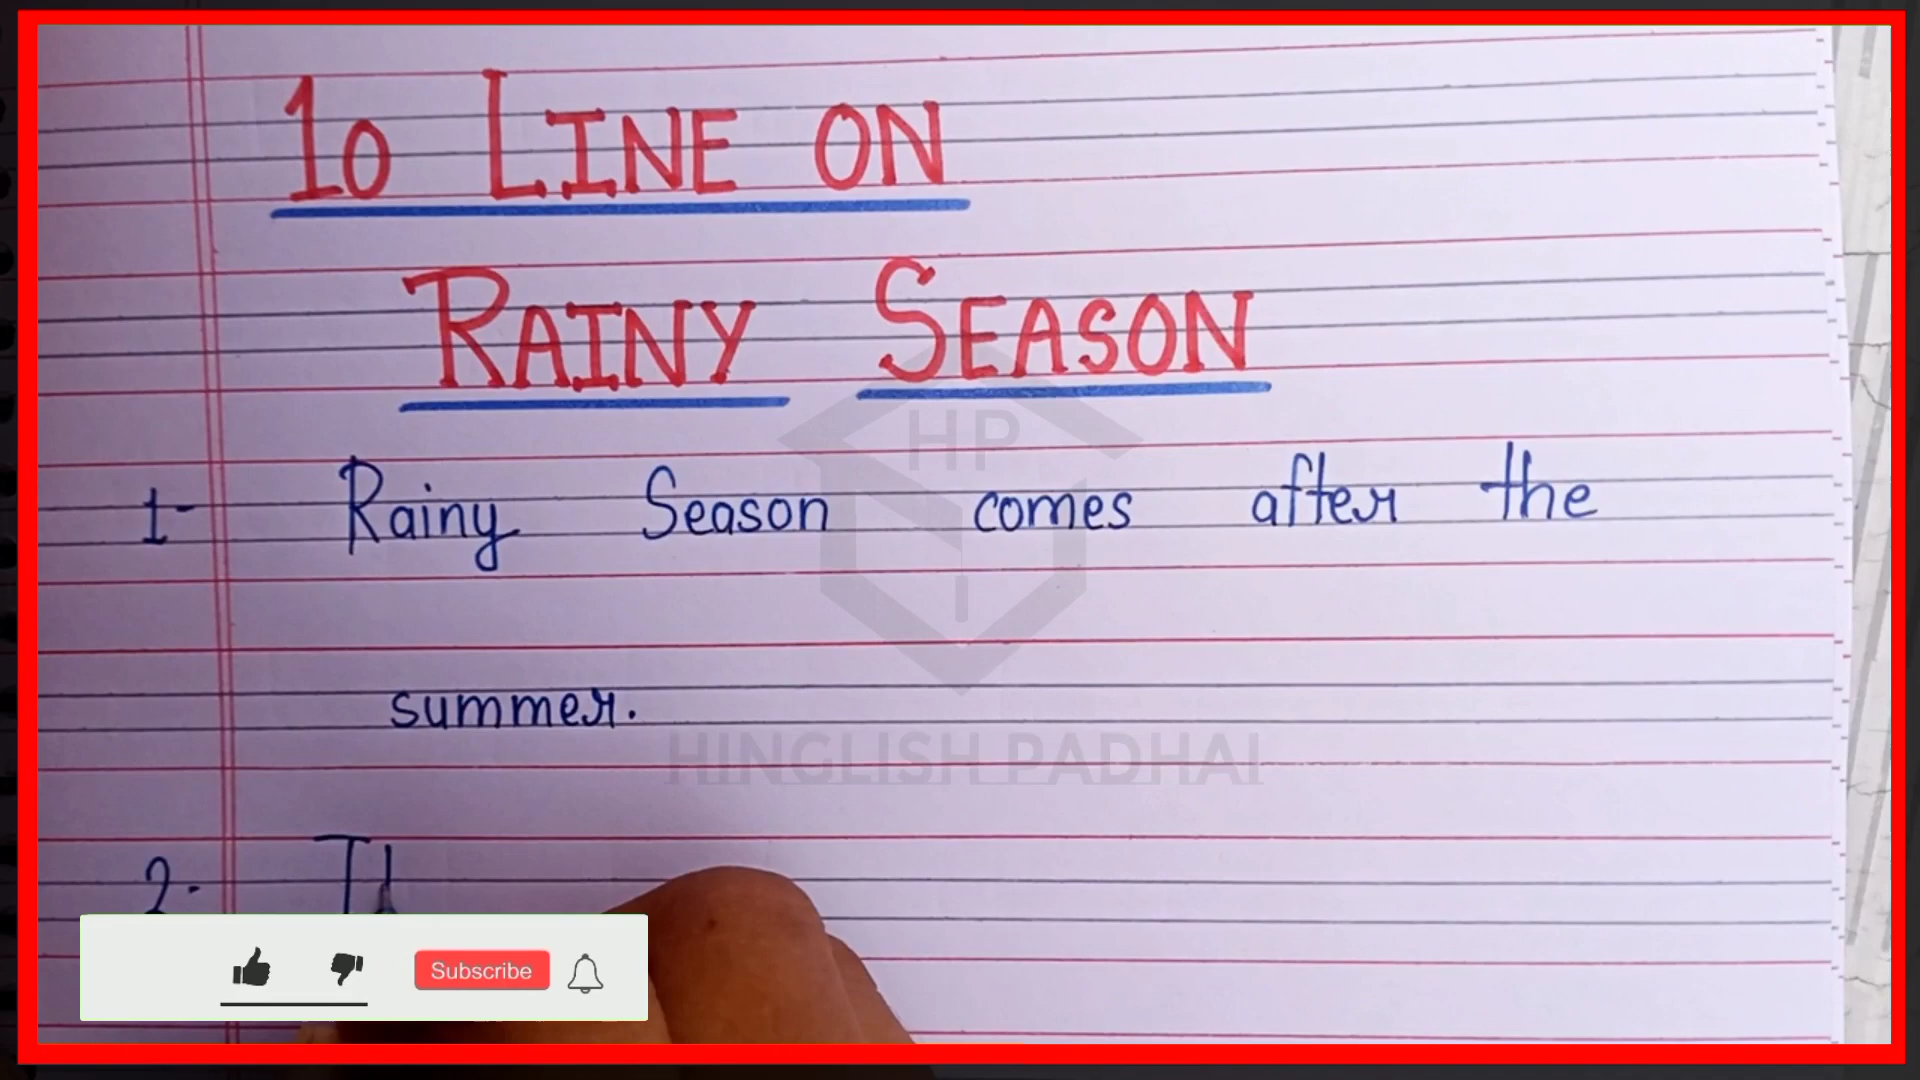 10 LINE ON
RAINY SEASON
HP
1- Rainy Season comes after the
summer.
HINGLISH PADHAI
2-
Subscribe